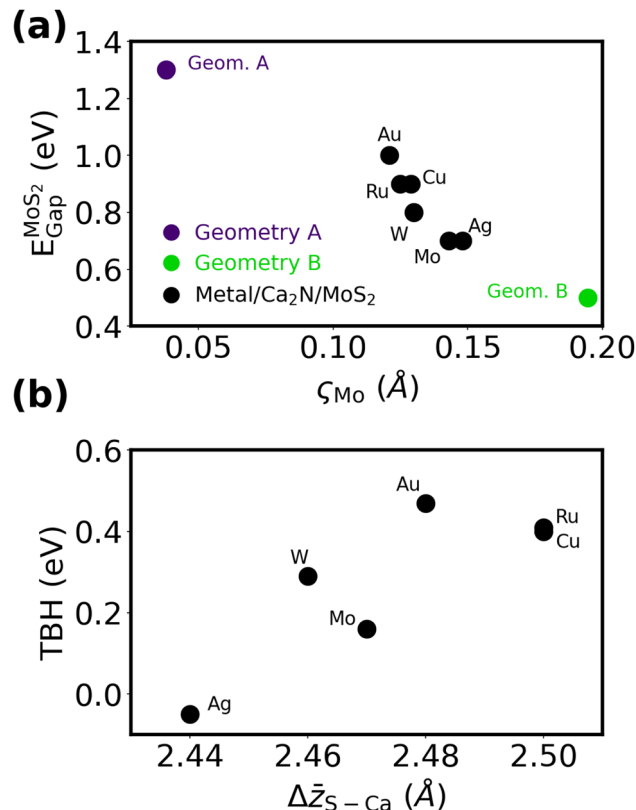 (a)
1.4
1.2
1.0
0.8
0.6
0.4
E^MoS₂_Gap (eV)
Geom. A
Au
Ru
Cu
W
Mo
Ag
Geom. B
Geometry A
Geometry B
Metal/Ca₂N/MoS₂
0.05 0.10 0.15 0.20
ς_Mo (Å)
(b)
0.6
0.4
0.2
0.0
TBH (eV)
Au
Ru
Cu
W
Mo
Ag
2.44 2.46 2.48 2.50
Δz̄_S−Ca (Å)